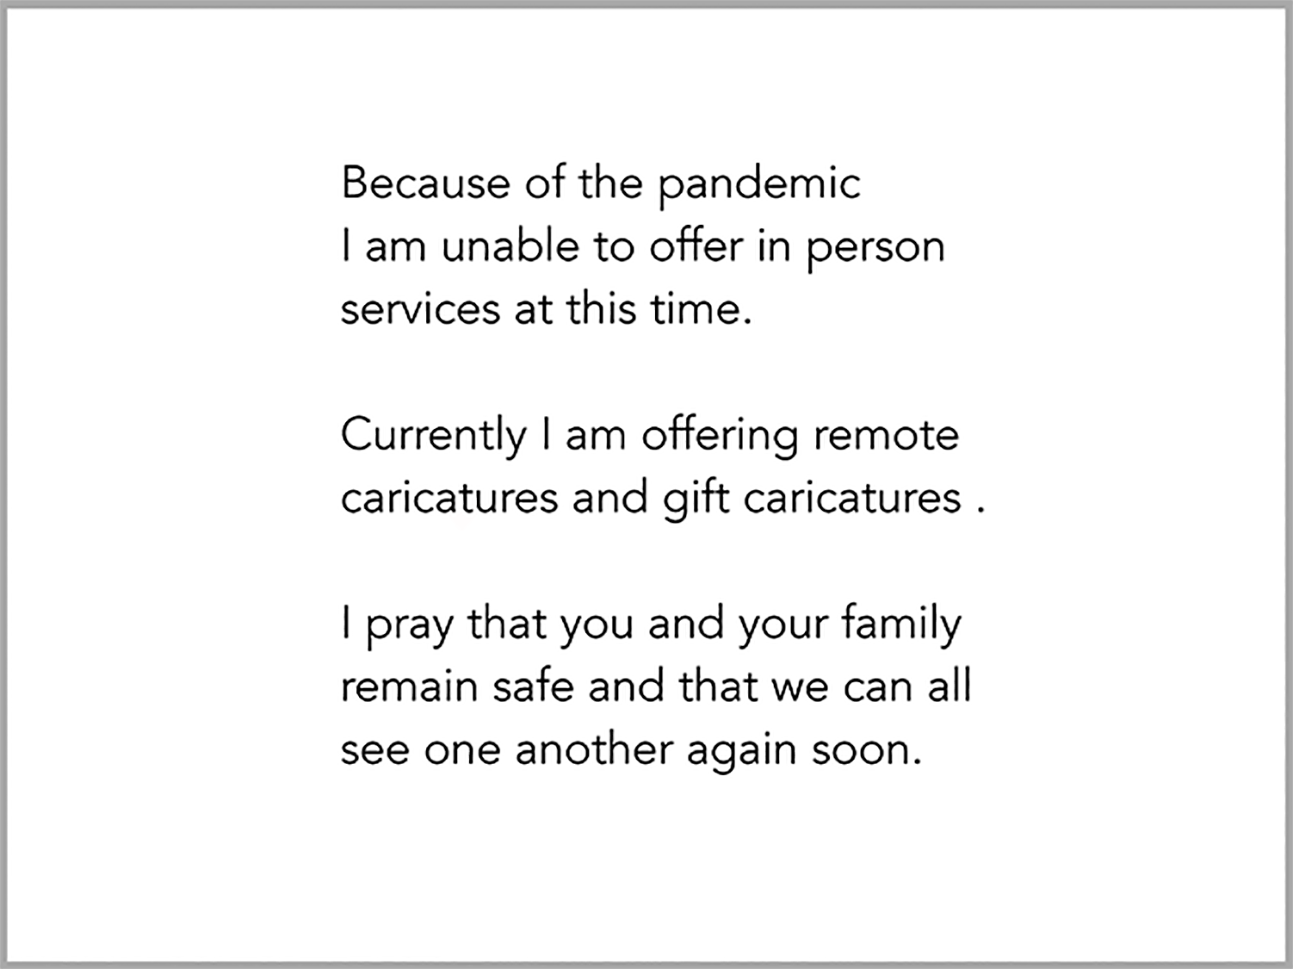 Because of the pandemic
I am unable to offer in person
services at this time.
Currently I am offering remote
caricatures and gift caricatures .
I pray that you and your family
remain safe and that we can all
see one another again soon.